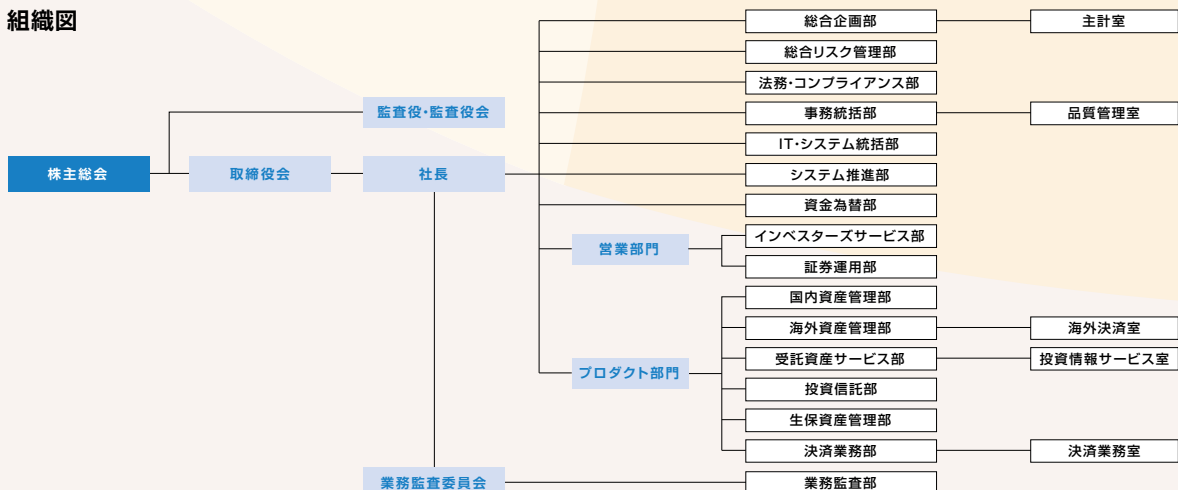 組織図
総合企画部
主計室
総合リスク管理部
法務・コンプライアンス部
監査役・監査役会
事務統括部
品質管理室
IT・システム統括部
株主総会
取締役会
社長
システム推進部
資金為替部
営業部門
インベスターズサービス部
証券運用部
国内資産管理部
海外資産管理部
海外決済室
プロダクト部門
受託資産サービス部
投資情報サービス室
投資信託部
生保資産管理部
決済業務部
決済業務室
業務監査委員会
業務監査部